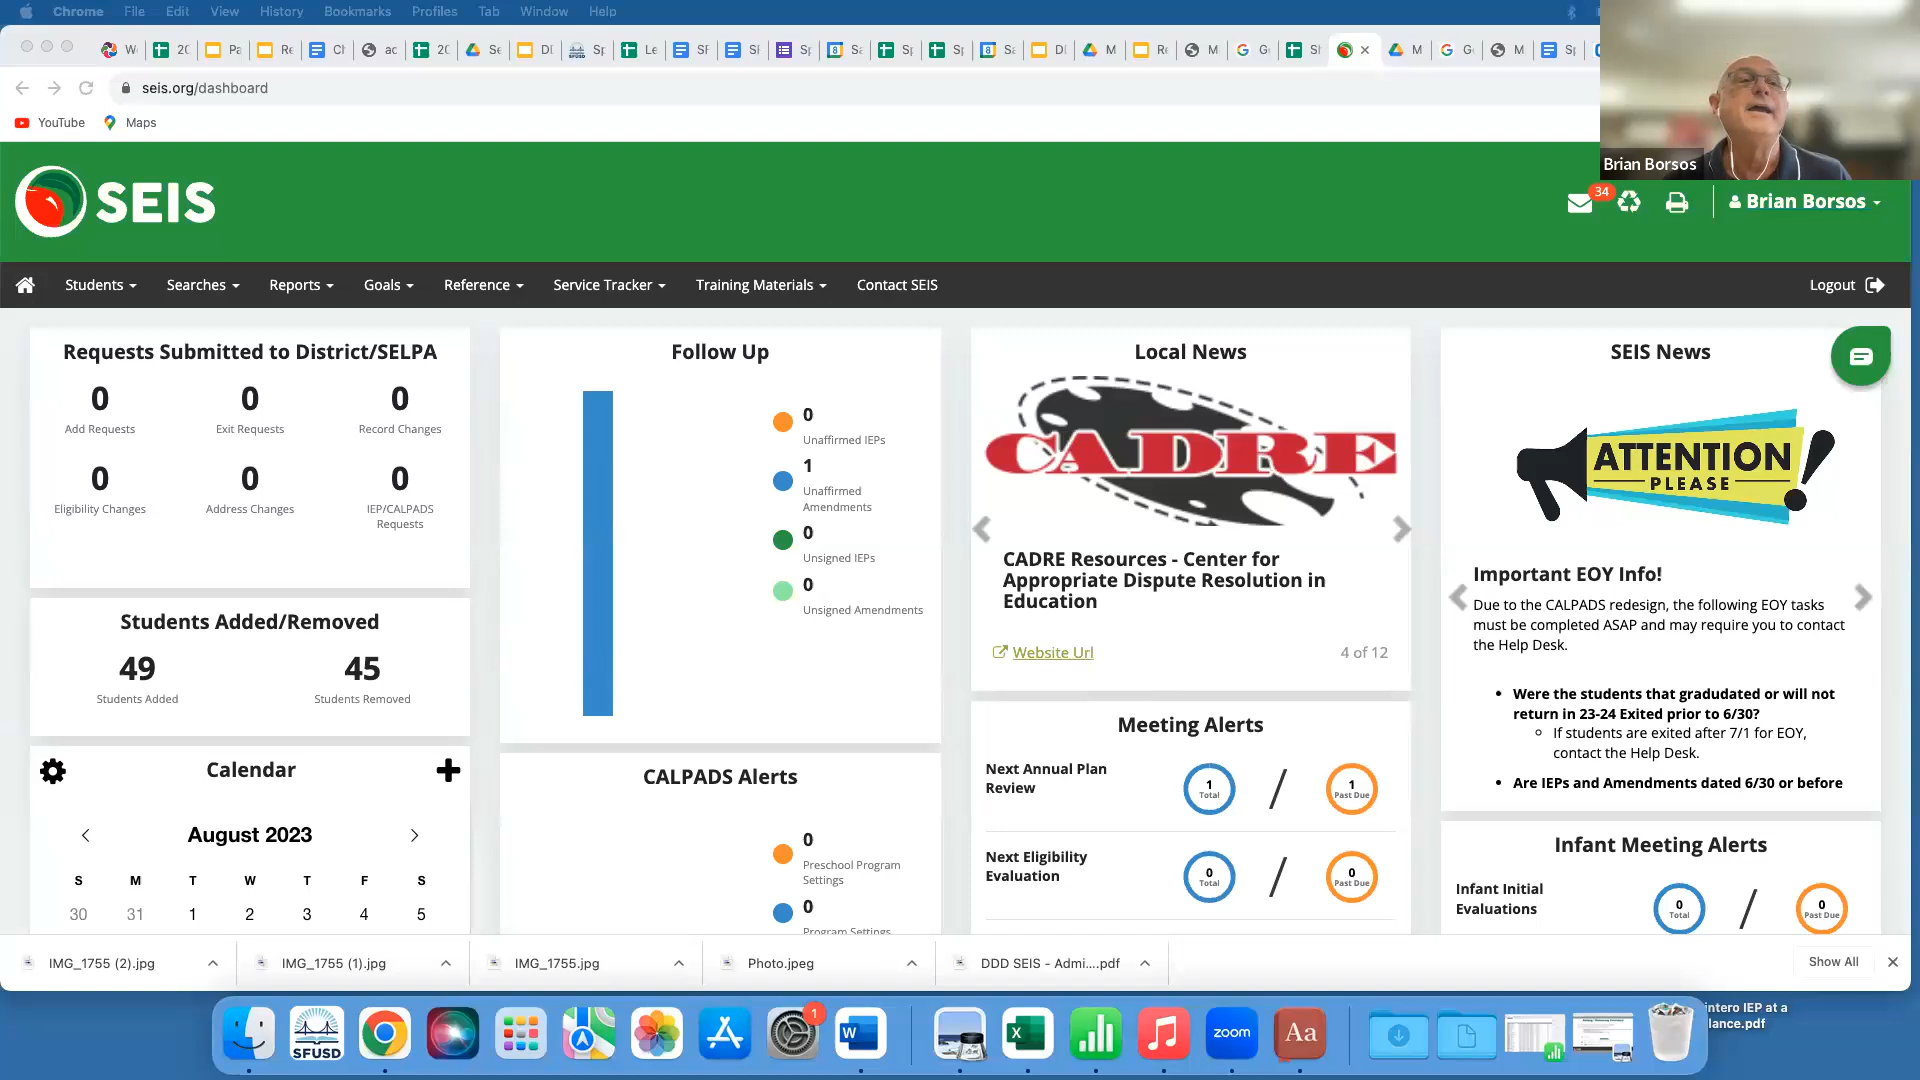 Chrome File Edit View History Bookmarks Profiles Tab Window Help
seis.org/dashboard
YouTube Maps
Brian Borsos
SEIS
34
Brian Borsos
Students Searches Reports Goals Reference Service Tracker Training Materials Contact SEIS Logout
Requests Submitted to District/SELPA
0 0 0
Add Requests Exit Requests Record Changes
0 0 0
Eligibility Changes Address Changes IEP/CALPADS
Requests
Students Added/Removed
49 45
Students Added Students Removed
Calendar
August 2023
S M T W T F S
30 31 1 2 3 4 5
Follow Up
0
Unaffirmed IEPs
1
Unaffirmed
Amendments
0
Unsigned IEPs
0
Unsigned Amendments
CALPADS Alerts
0
Preschool Program
Settings
0
Program Settings
Local News
CADRE
CADRE Resources - Center for
Appropriate Dispute Resolution in
Education
Website Url 4 of 12
Meeting Alerts
Next Annual Plan
Review
1 Total / 1 Past Due
Next Eligibility
Evaluation
0 Total / 0 Past Due
SEIS News
ATTENTION
PLEASE
Important EOY Info!
Due to the CALPADS redesign, the following EOY tasks
must be completed ASAP and may require you to contact
the Help Desk.
Were the students that gradudated or will not
return in 23-24 Exited prior to 6/30?
If students are exited after 7/1 for EOY,
contact the Help Desk.
Are IEPs and Amendments dated 6/30 or before
Infant Meeting Alerts
Infant Initial
Evaluations
0 Total / 0 Past Due
IMG_1755 (2).jpg IMG_1755 (1).jpg IMG_1755.jpg Photo.jpeg DDD SEIS - Admi....pdf Show All
SFUSD
1
W
X
zoom
Aa
intero IEP at a
lance.pdf